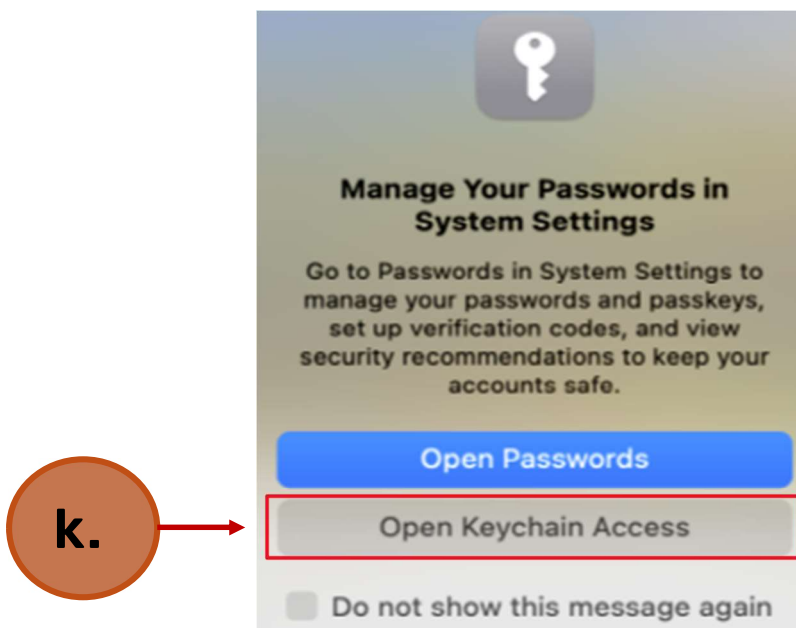 Manage Your Passwords in
System Settings
Go to Passwords in System Settings to
manage your passwords and passkeys,
set up verification codes, and view
security recommendations to keep your
accounts safe.
Open Passwords
k.
Open Keychain Access
Do not show this message again